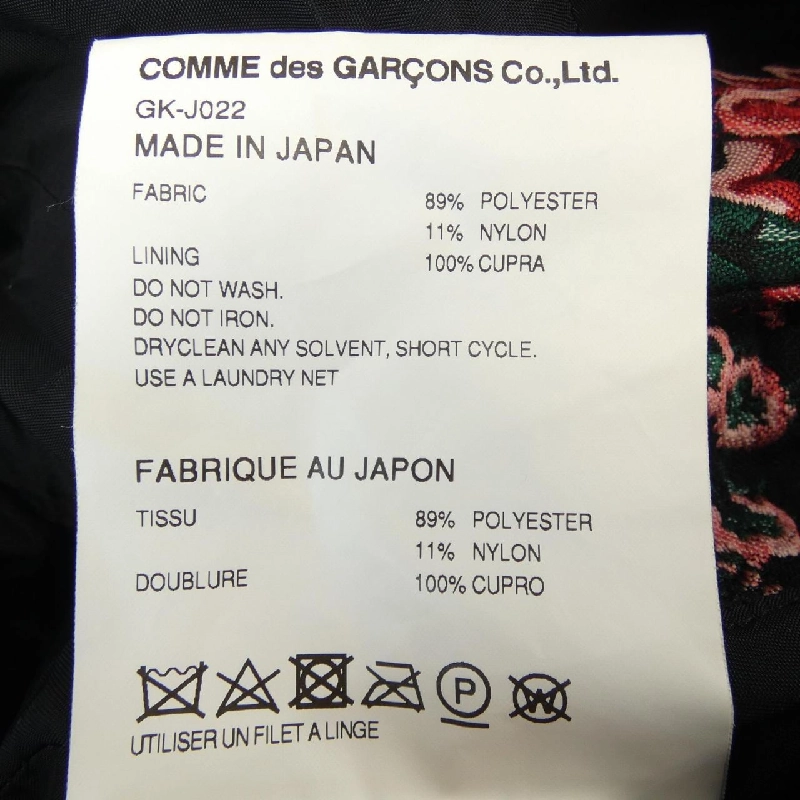 COMME des GARÇONS Co.,Ltd.
GK-J022
MADE IN JAPAN
FABRIC 89% POLYESTER
11% NYLON
LINING 100% CUPRA
DO NOT WASH.
DO NOT IRON.
DRYCLEAN ANY SOLVENT, SHORT CYCLE.
USE A LAUNDRY NET
FABRIQUE AU JAPON
TISSU 89% POLYESTER
11% NYLON
DOUBLURE 100% CUPRO
P W
UTILISER UN FILET A LINGE